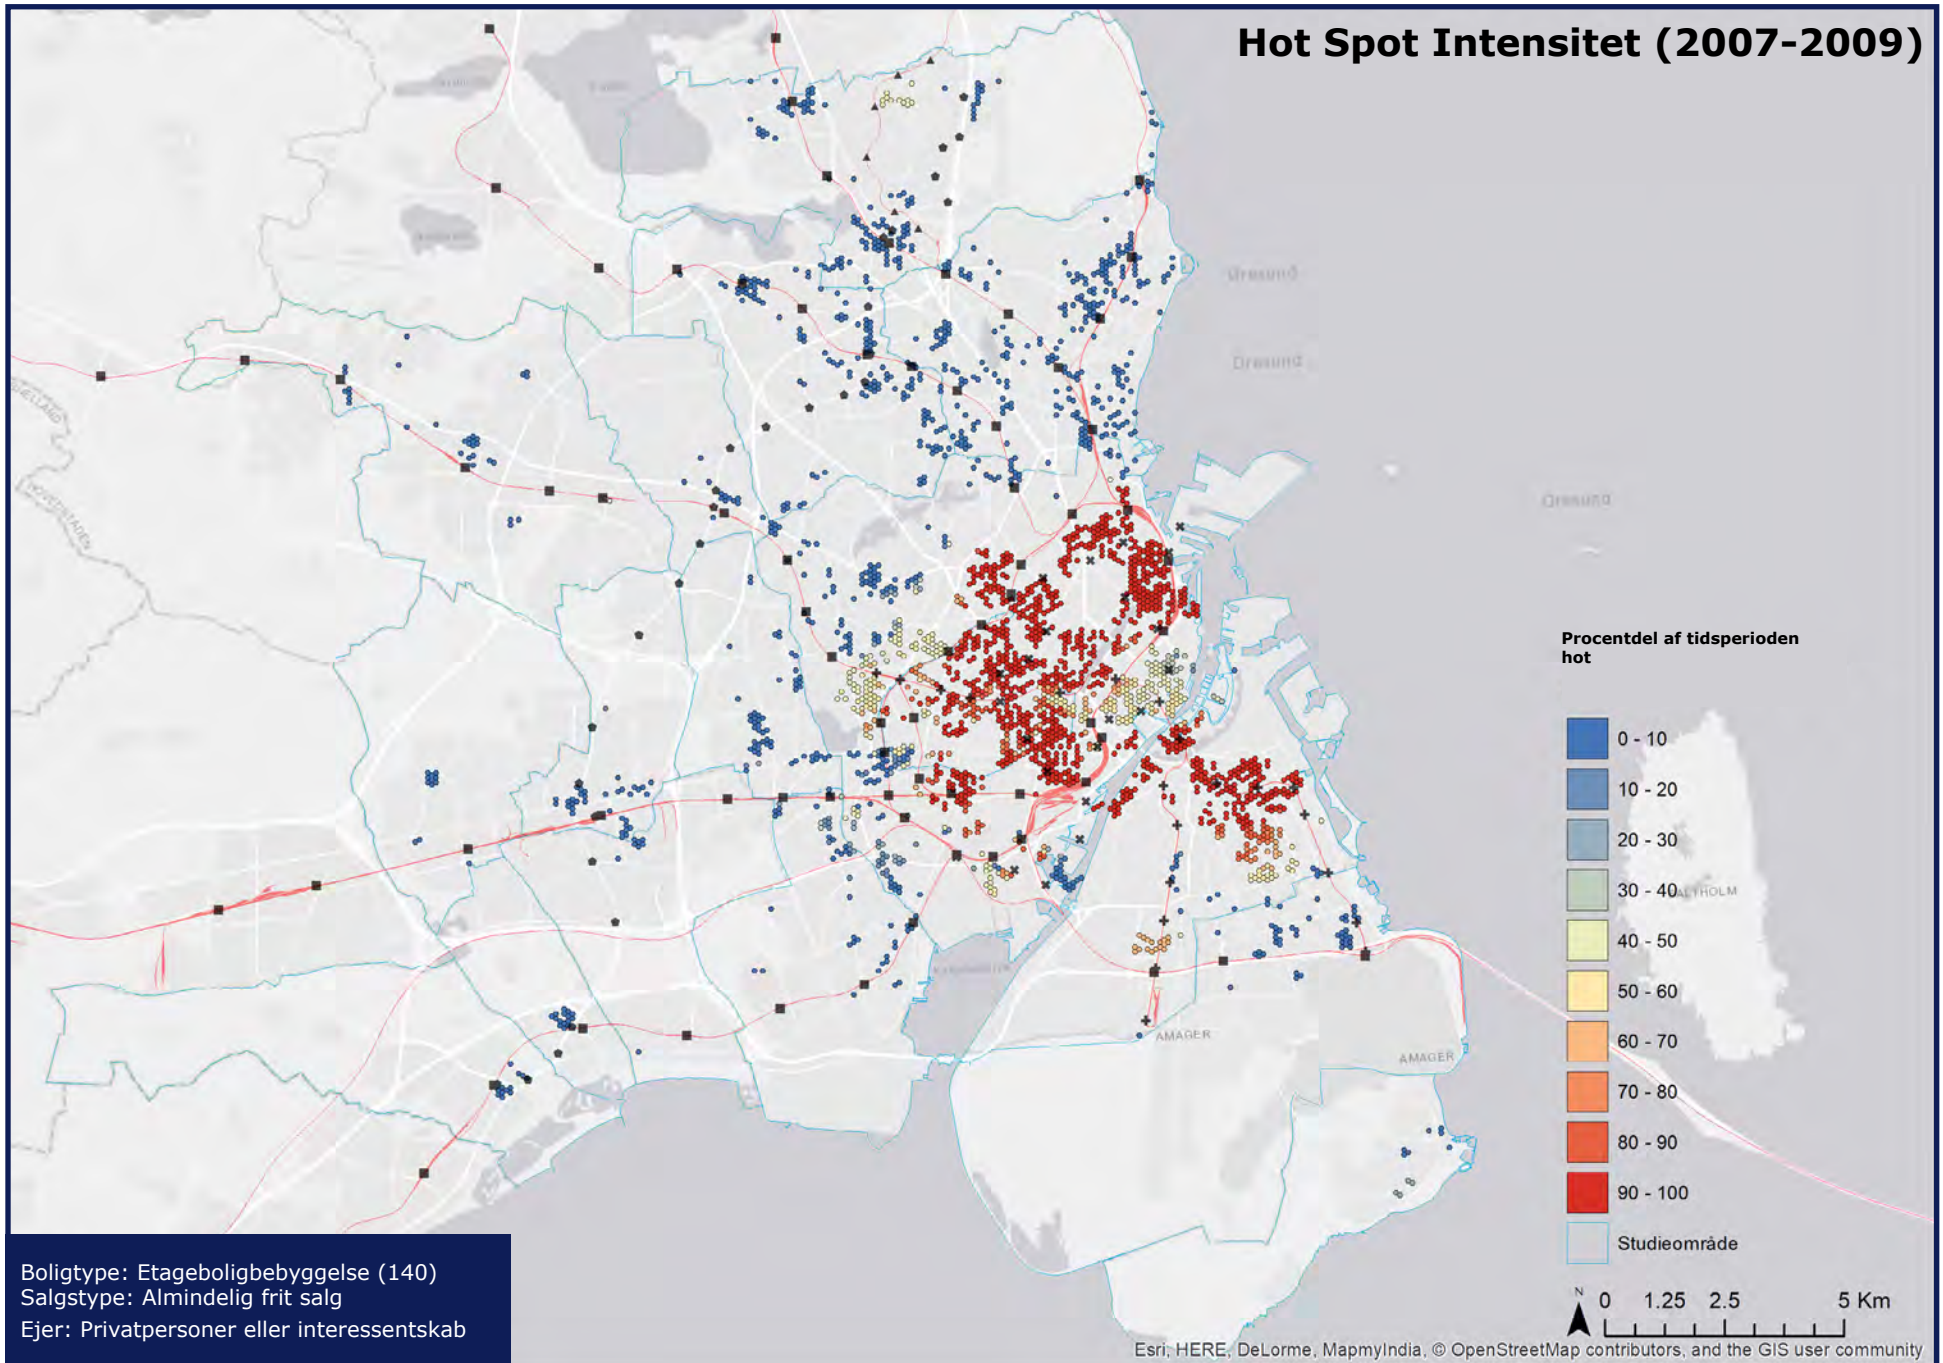 Hot Spot Intensitet (2007-2009)
Øresund
Øresund
Øresund
HOVEDSTADEN
Procentdel af tidsperioden
hot
0 - 10
10 - 20
20 - 30
30 - 40
SALTHOLM
40 - 50
50 - 60
60 - 70
70 - 80
80 - 90
90 - 100
Studieområde
AMAGER
AMAGER
Boligtype: Etageboligbebyggelse (140)
Salgstype: Almindelig frit salg
Ejer: Privatpersoner eller interessentskab
N
0 1.25 2.5 5 Km
Esri, HERE, DeLorme, MapmyIndia, © OpenStreetMap contributors, and the GIS user community